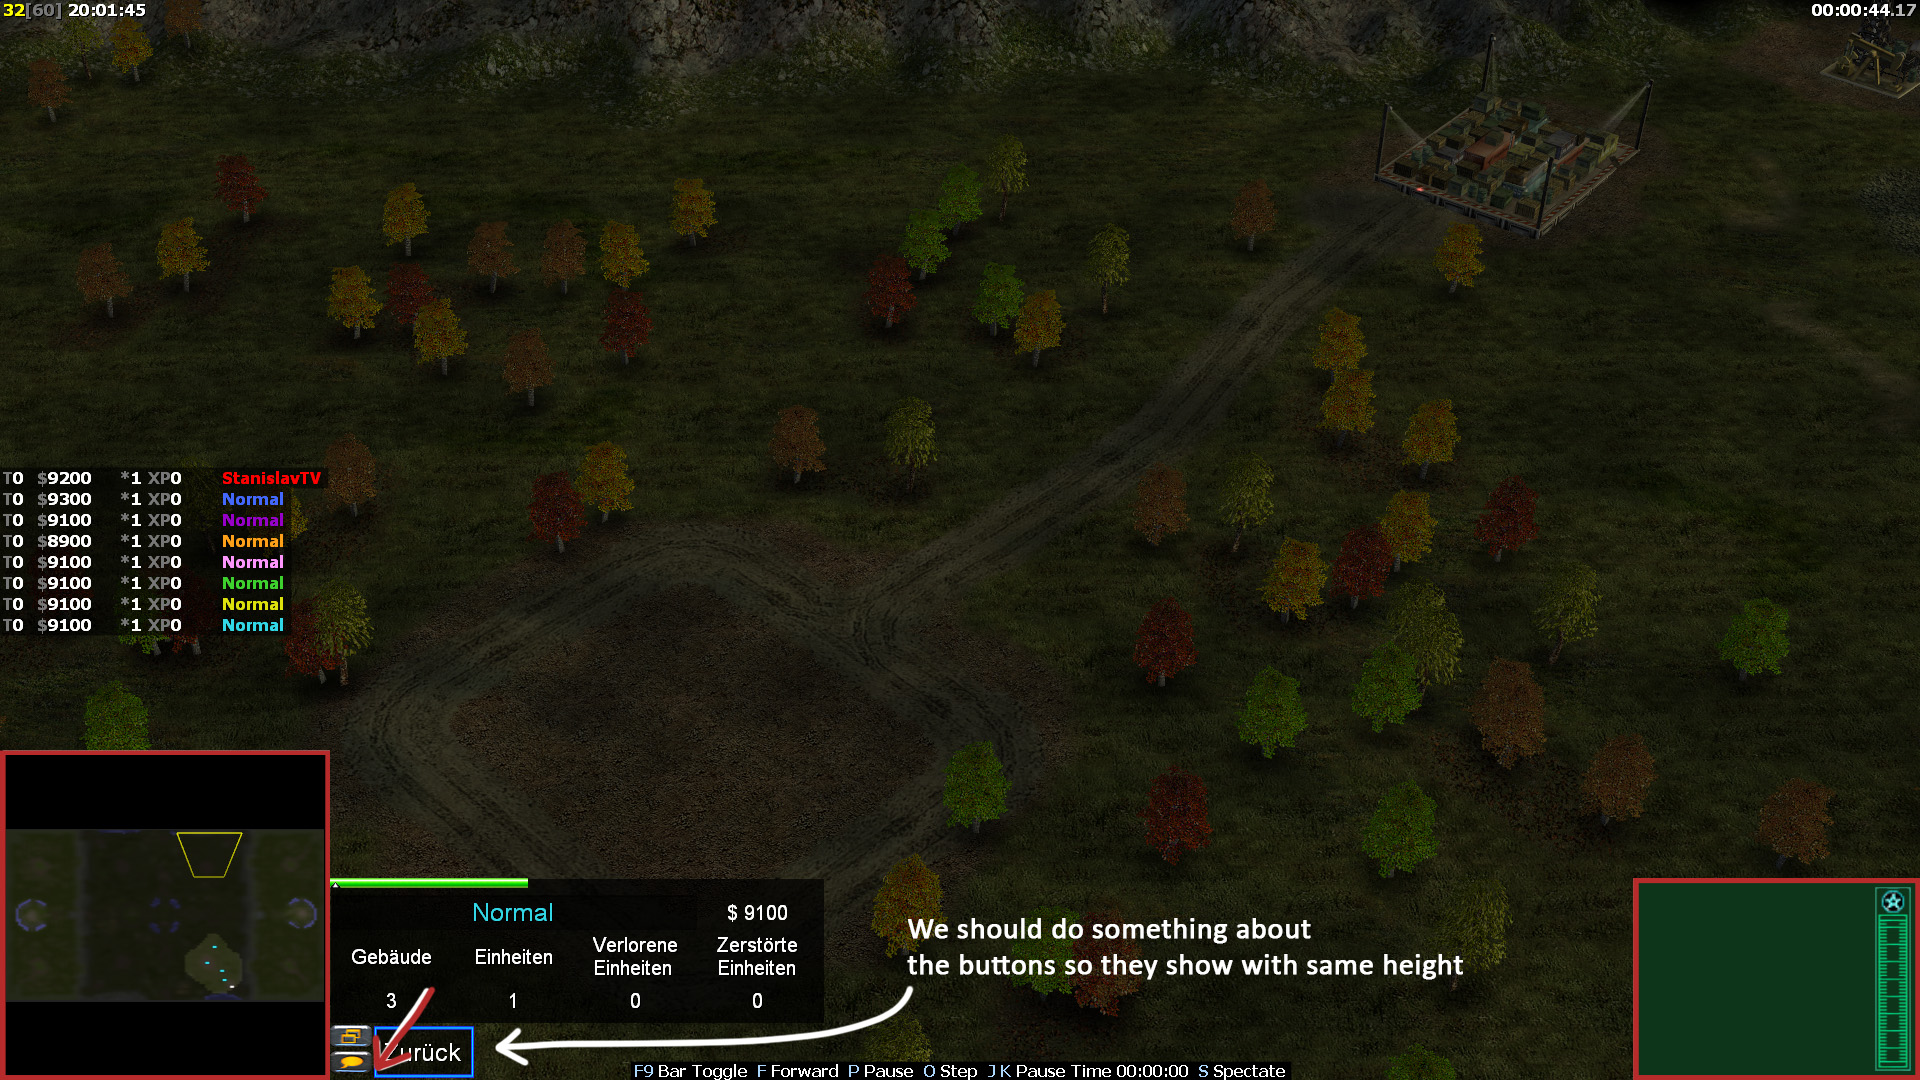 32[60] 20:01:45
00:00:44.17
T0 $9200 *1 XP0 StanislavTV
T0 $9300 *1 XP0 Normal
T0 $9100 *1 XP0 Normal
T0 $8900 *1 XP0 Normal
T0 $9100 *1 XP0 Normal
T0 $9100 *1 XP0 Normal
T0 $9100 *1 XP0 Normal
T0 $9100 *1 XP0 Normal
Normal $ 9100
Gebäude Einheiten Verlorene Einheiten Zerstörte Einheiten
3 1 0 0
We should do something about
the buttons so they show with same height
Zurück
F9 Bar Toggle F Forward P Pause O Step J K Pause Time 00:00:00 S Spectate